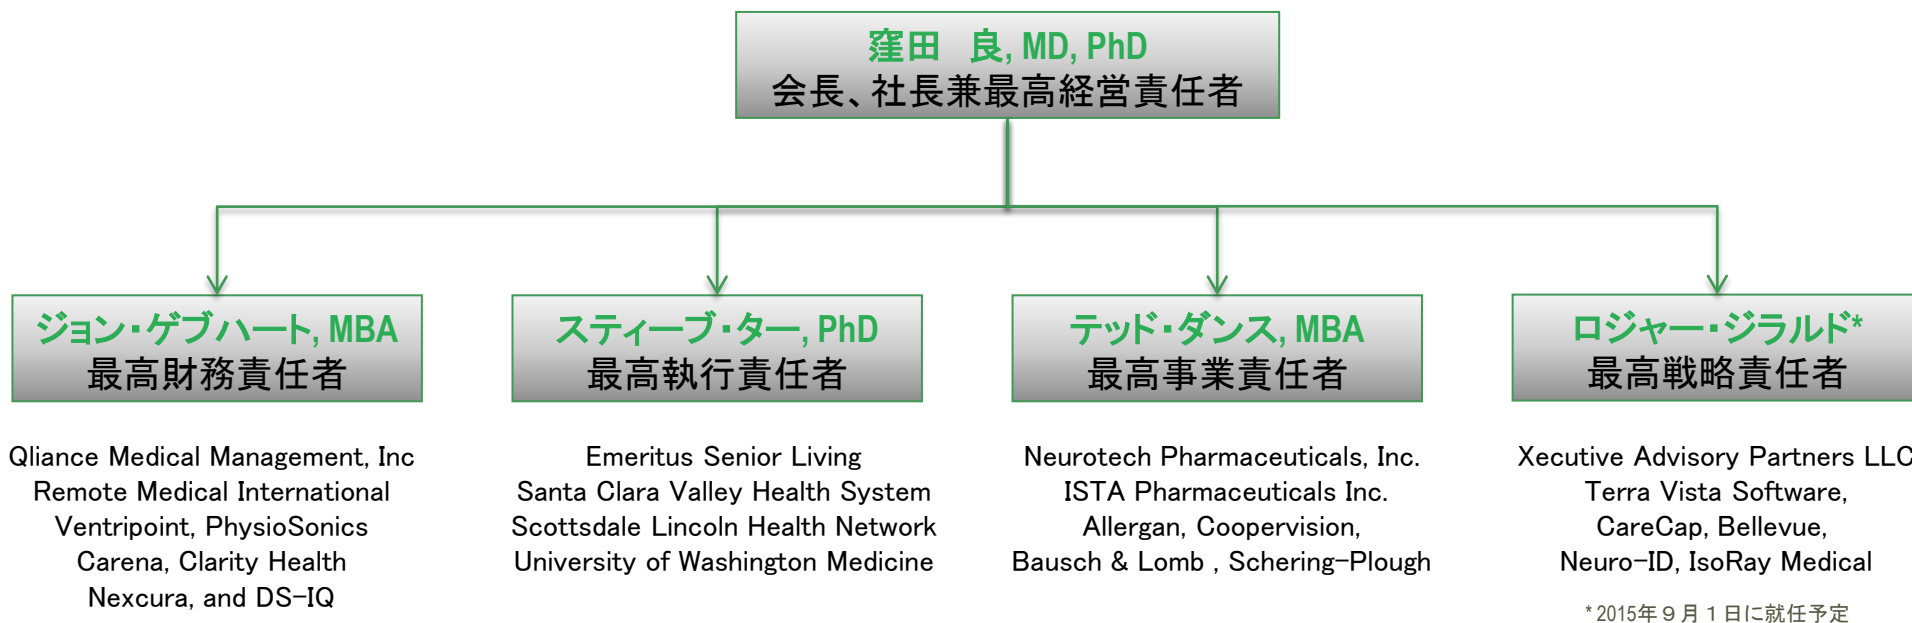 窪田　良, MD, PhD
会長、社長兼最高経営責任者
ジョン・ゲブハート, MBA
最高財務責任者
Qliance Medical Management, Inc
Remote Medical International
Ventripoint, PhysioSonics
Carena, Clarity Health
Nexcura, and DS-IQ
スティーブ・ター, PhD
最高執行責任者
Emeritus Senior Living
Santa Clara Valley Health System
Scottsdale Lincoln Health Network
University of Washington Medicine
テッド・ダンス, MBA
最高事業責任者
Neurotech Pharmaceuticals, Inc.
ISTA Pharmaceuticals Inc.
Allergan, Coopervision,
Bausch & Lomb , Schering-Plough
ロジャー・ジラルド*
最高戦略責任者
Xecutive Advisory Partners LLC
Terra Vista Software,
CareCap, Bellevue,
Neuro-ID, IsoRay Medical
*2015年９月１日に就任予定